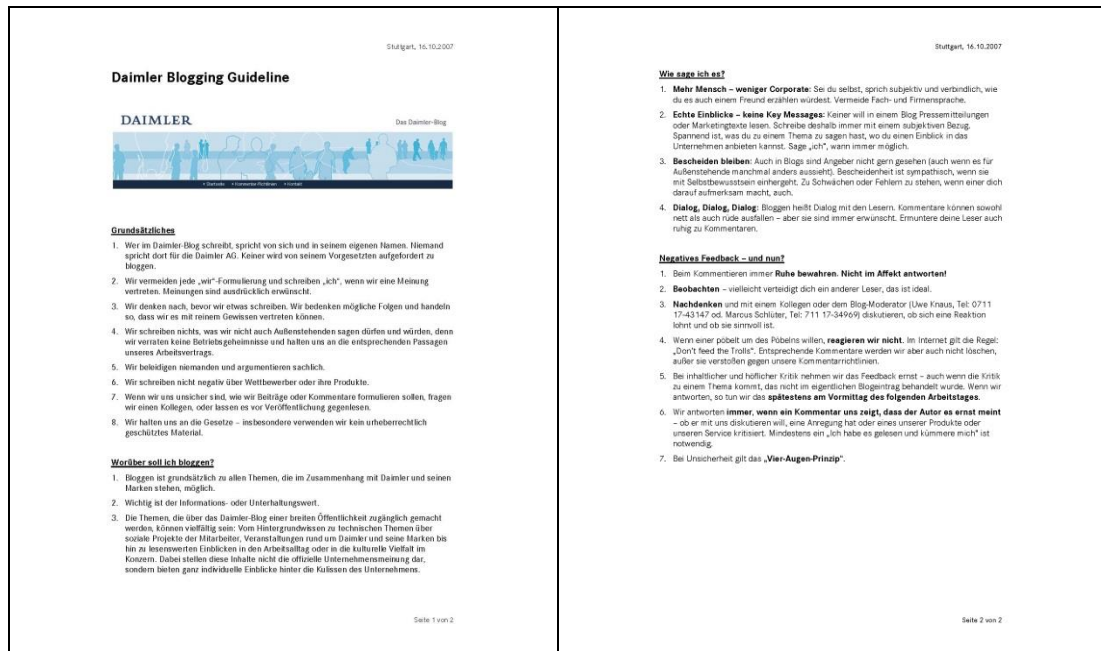 Stuttgart, 16.10.2007
Daimler Blogging Guideline
DAIMLER
Das Daimler-Blog
• Startseite • Kommentar-Richtlinien • Kontakt
Grundsätzliches
1. Wer im Daimler-Blog schreibt, spricht von sich und in seinem eigenen Namen. Niemand
spricht dort für die Daimler AG. Keiner wird von seinem Vorgesetzten aufgefordert zu
bloggen.
2. Wir vermeiden jede „wir“-Formulierung und schreiben „ich“, wenn wir eine Meinung
vertreten. Meinungen sind ausdrücklich erwünscht.
3. Wir denken nach, bevor wir etwas schreiben. Wir bedenken mögliche Folgen und handeln
so, dass wir es mit reinem Gewissen vertreten können.
4. Wir schreiben nichts, was wir nicht auch Außenstehenden sagen dürfen und würden, denn
wir verraten keine Betriebsgeheimnisse und halten uns an die entsprechenden Passagen
unseres Arbeitsvertrags.
5. Wir beleidigen niemanden und argumentieren sachlich.
6. Wir schreiben nicht negativ über Wettbewerber oder ihre Produkte.
7. Wenn wir uns unsicher sind, wie wir Beiträge oder Kommentare formulieren sollen, fragen
wir einen Kollegen, oder lassen es vor Veröffentlichung gegenlesen.
8. Wir halten uns an die Gesetze – insbesondere verwenden wir kein urheberrechtlich
geschütztes Material.
Worüber soll ich bloggen?
1. Bloggen ist grundsätzlich zu allen Themen, die im Zusammenhang mit Daimler und seinen
Marken stehen, möglich.
2. Wichtig ist der Informations- oder Unterhaltungswert.
3. Die Themen, die über das Daimler-Blog einer breiten Öffentlichkeit zugänglich gemacht
werden, können vielfältig sein: Vom Hintergrundwissen zu technischen Themen über
soziale Projekte der Mitarbeiter, Veranstaltungen rund um Daimler und seine Marken bis
hin zu lesenswerten Einblicken in den Arbeitsalltag oder in die kulturelle Vielfalt im
Konzern. Dabei stellen diese Inhalte nicht die offizielle Unternehmensmeinung dar,
sondern bieten ganz individuelle Einblicke hinter die Kulissen des Unternehmens.
Seite 1 von 2
Stuttgart, 16.10.2007
Wie sage ich es?
1. Mehr Mensch – weniger Corporate: Sei du selbst, sprich subjektiv und verbindlich, wie
du es auch einem Freund erzählen würdest. Vermeide Fach- und Firmensprache.
2. Echte Einblicke – keine Key Messages: Keiner will in einem Blog Pressemitteilungen
oder Marketingtexte lesen. Schreibe deshalb immer mit einem subjektiven Bezug.
Spannend ist, was du zu einem Thema zu sagen hast, wo du einen Einblick in das
Unternehmen anbieten kannst. Sage „ich“, wann immer möglich.
3. Bescheiden bleiben: Auch in Blogs sind Angeber nicht gern gesehen (auch wenn es für
Außenstehende manchmal anders aussieht). Bescheidenheit ist sympathisch, wenn sie
mit Selbstbewusstsein einhergeht. Zu Schwächen oder Fehlern zu stehen, wenn einer dich
darauf aufmerksam macht, auch.
4. Dialog, Dialog, Dialog: Bloggen heißt Dialog mit den Lesern. Kommentare können sowohl
nett als auch rüde ausfallen – aber sie sind immer erwünscht. Ermuntere deine Leser auch
ruhig zu Kommentaren.
Negatives Feedback – und nun?
1. Beim Kommentieren immer Ruhe bewahren. Nicht im Affekt antworten!
2. Beobachten – vielleicht verteidigt dich ein anderer Leser, das ist ideal.
3. Nachdenken und mit einem Kollegen oder dem Blog-Moderator (Uwe Knaus, Tel: 0711
17-43147 od. Marcus Schlüter, Tel: 711 17-34969) diskutieren, ob sich eine Reaktion
lohnt und ob sie sinnvoll ist.
4. Wenn einer pöbelt um des Pöbelns willen, reagieren wir nicht. Im Internet gilt die Regel:
„Don't feed the Trolls“. Entsprechende Kommentare werden wir aber auch nicht löschen,
außer sie verstoßen gegen unsere Kommentarrichtlinien.
5. Bei inhaltlicher und höflicher Kritik nehmen wir das Feedback ernst – auch wenn die Kritik
zu einem Thema kommt, das nicht im eigentlichen Blogeintrag behandelt wurde. Wenn wir
antworten, so tun wir das spätestens am Vormittag des folgenden Arbeitstages.
6. Wir antworten immer, wenn ein Kommentar uns zeigt, dass der Autor es ernst meint
– ob er mit uns diskutieren will, eine Anregung hat oder eines unserer Produkte oder
unseren Service kritisiert. Mindestens ein „Ich habe es gelesen und kümmere mich“ ist
notwendig.
7. Bei Unsicherheit gilt das „Vier-Augen-Prinzip“.
Seite 2 von 2